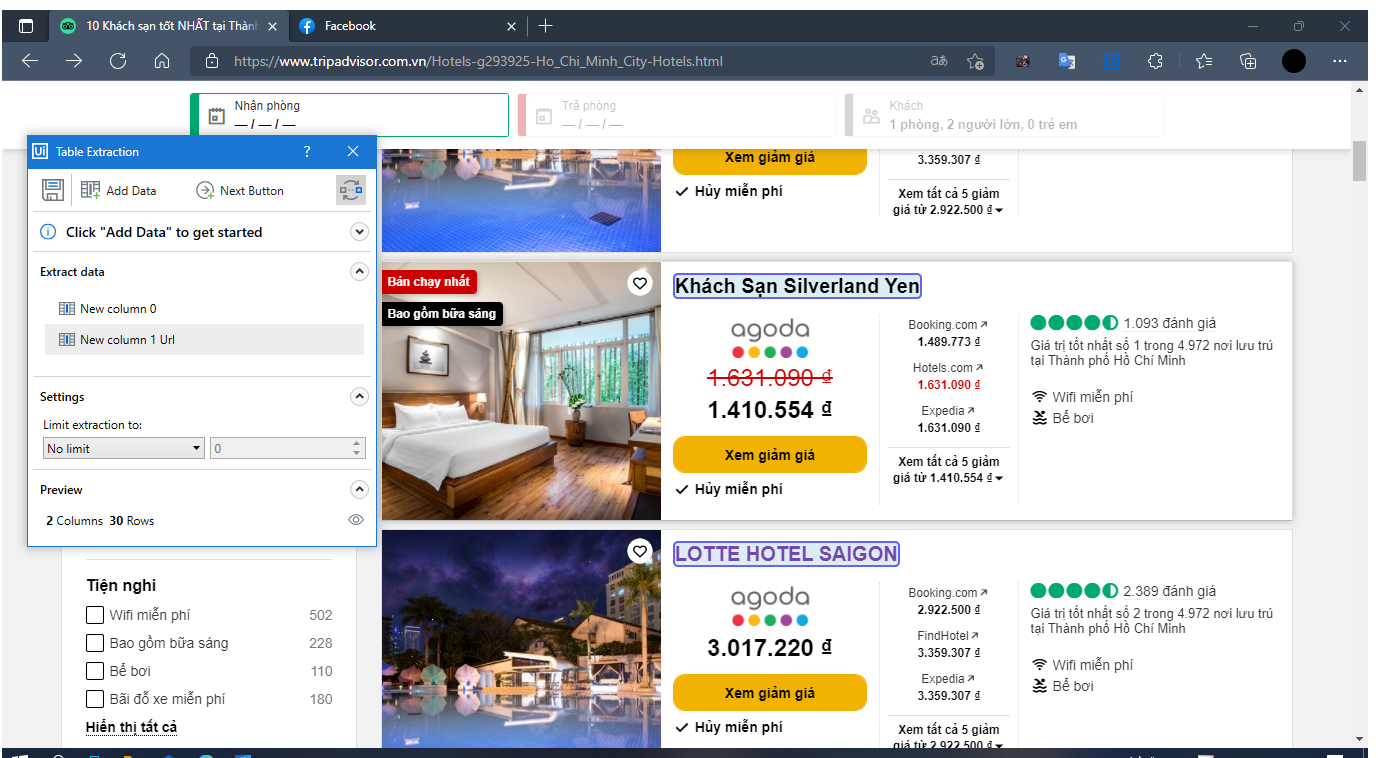 10 Khách sạn tốt NHẤT tại Thành
Facebook
https://www.tripadvisor.com.vn/Hotels-g293925-Ho_Chi_Minh_City-Hotels.html
Nhận phòng
— / — / —
Trả phòng
— / — / —
Khách
1 phòng, 2 người lớn, 0 trẻ em
Ui Table Extraction
Add Data
Next Button
Click "Add Data" to get started
Extract data
New column 0
New column 1 Url
Settings
Limit extraction to:
No limit
0
Preview
2 Columns 30 Rows
Tiện nghi
Wifi miễn phí 502
Bao gồm bữa sáng 228
Bể bơi 110
Bãi đỗ xe miễn phí 180
Hiển thị tất cả
Xem giảm giá
Hủy miễn phí
3.359.307 ₫
Xem tất cả 5 giảm
giá từ 2.922.500 ₫
Bán chạy nhất
Bao gồm bữa sáng
Khách Sạn Silverland Yen
agoda
1.631.090 ₫
1.410.554 ₫
Xem giảm giá
Hủy miễn phí
Booking.com
1.489.773 ₫
Hotels.com
1.631.090 ₫
Expedia
1.631.090 ₫
Xem tất cả 5 giảm
giá từ 1.410.554 ₫
1.093 đánh giá
Giá trị tốt nhất số 1 trong 4.972 nơi lưu trú
tại Thành phố Hồ Chí Minh
Wifi miễn phí
Bể bơi
LOTTE HOTEL SAIGON
agoda
3.017.220 ₫
Xem giảm giá
Hủy miễn phí
Booking.com
2.922.500 ₫
FindHotel
3.359.307 ₫
Expedia
3.359.307 ₫
Xem tất cả 5 giảm
giá từ 2.922.500 ₫
2.389 đánh giá
Giá trị tốt nhất số 2 trong 4.972 nơi lưu trú
tại Thành phố Hồ Chí Minh
Wifi miễn phí
Bể bơi